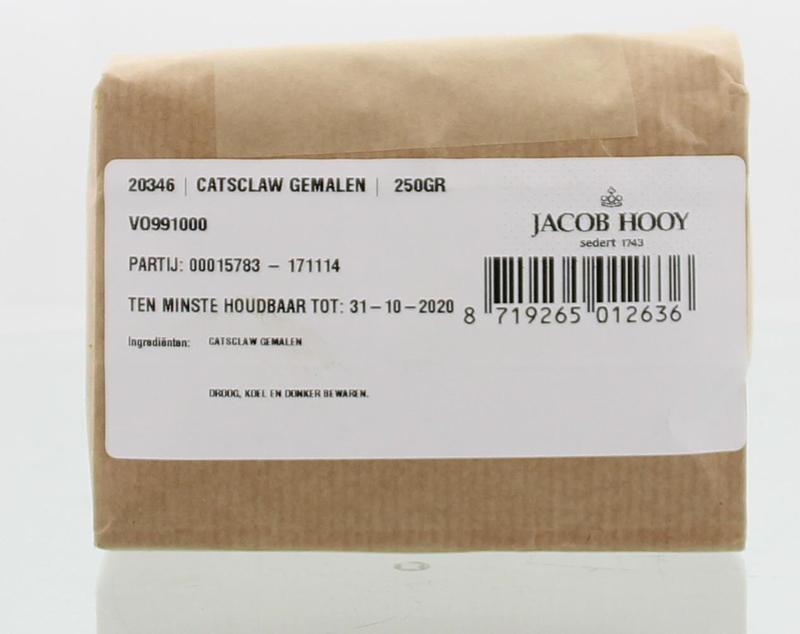 20346 | CATSCLAW GEMALEN | 250GR
VO991000
JACOB HOOY
sedert 1743
PARTIJ: 00015783 – 171114
TEN MINSTE HOUDBAAR TOT: 31-10-2020
8 719265 012636
Ingrediënten: CATSCLAW GEMALEN
DROOG, KOEL EN DONKER BEWAREN.